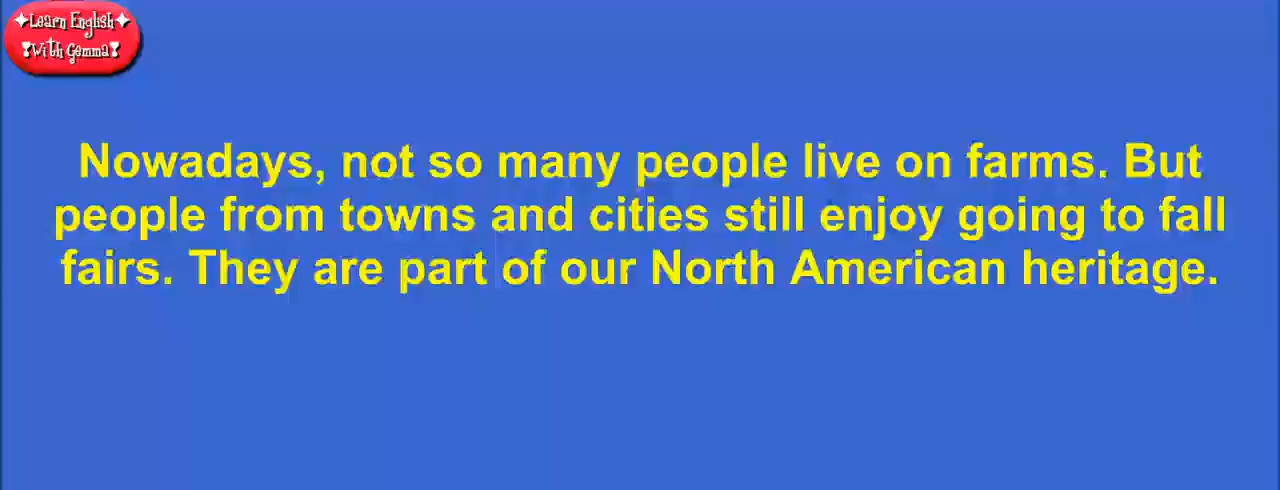 Learn English
With Gemma
Nowadays, not so many people live on farms. But
people from towns and cities still enjoy going to fall
fairs. They are part of our North American heritage.